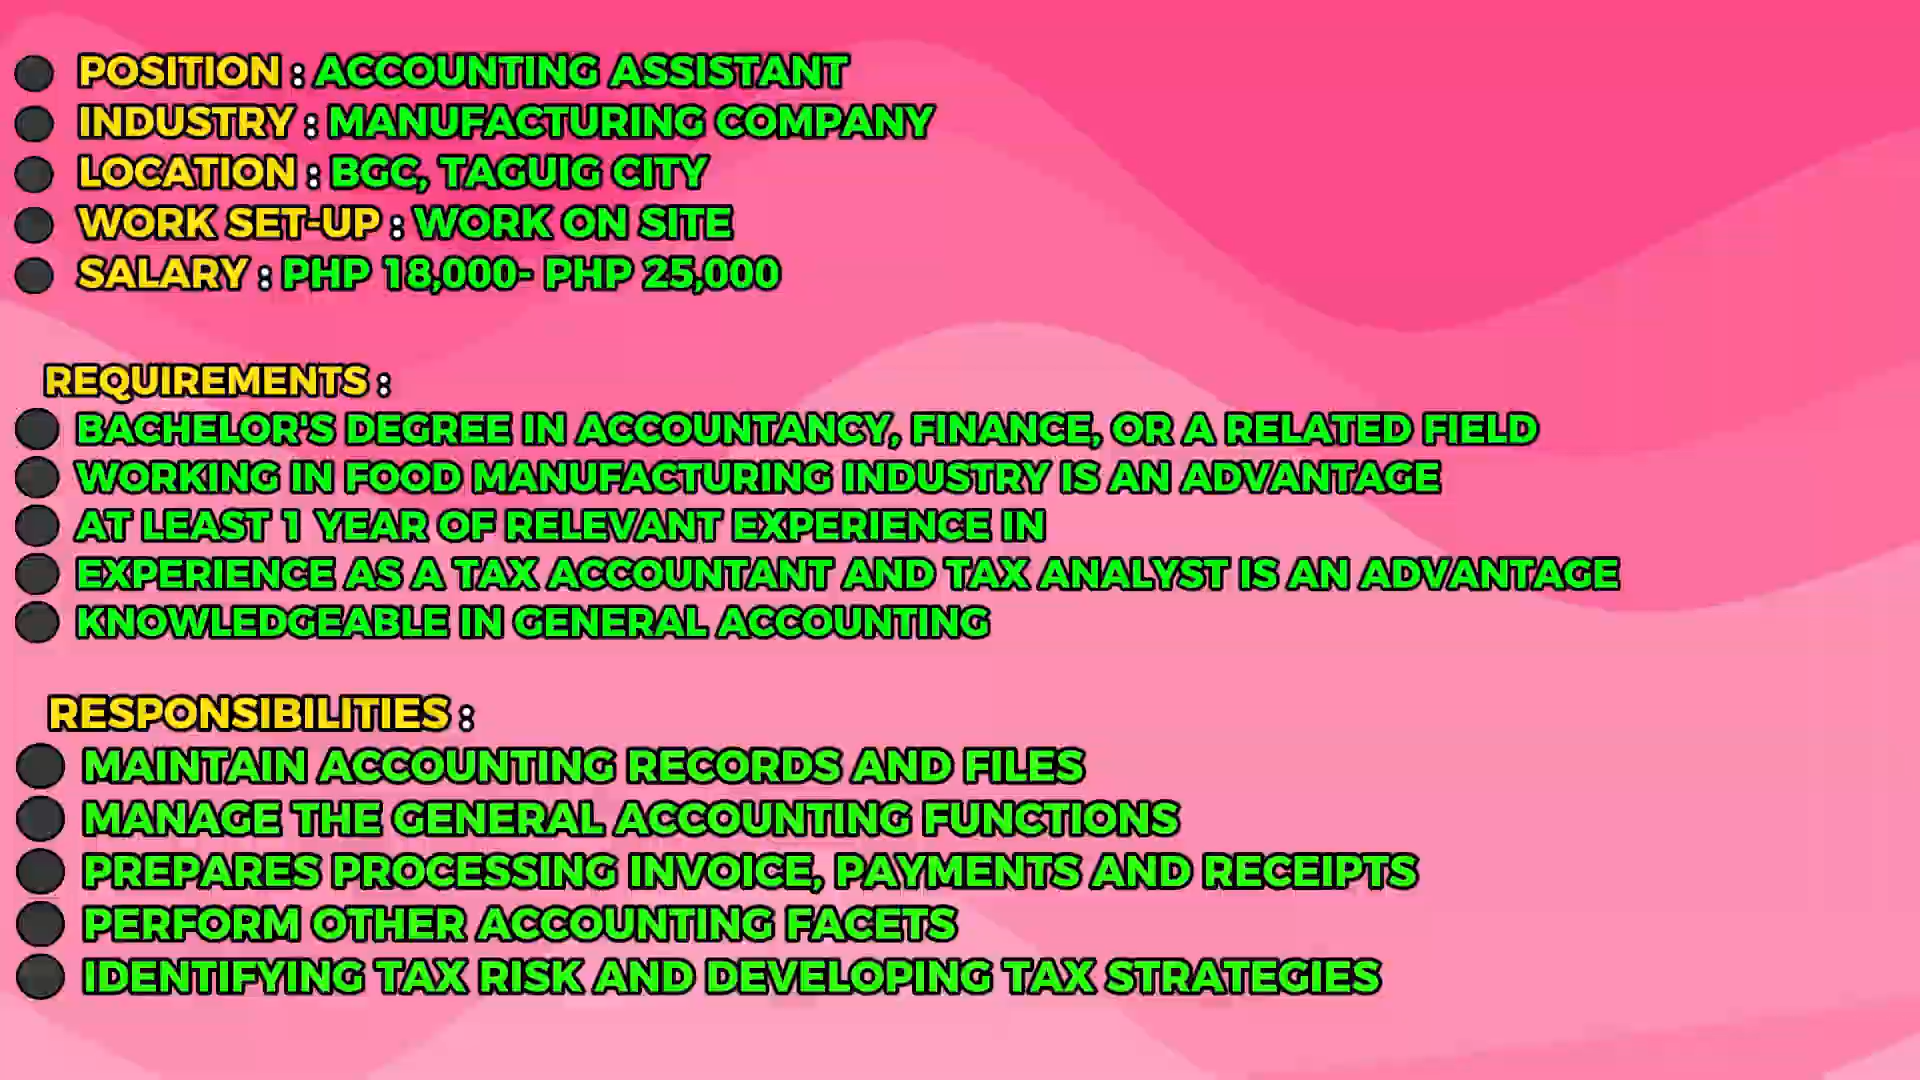 POSITION : ACCOUNTING ASSISTANT
INDUSTRY : MANUFACTURING COMPANY
LOCATION : BGC, TAGUIG CITY
WORK SET-UP : WORK ON SITE
SALARY : PHP 18,000- PHP 25,000
REQUIREMENTS :
BACHELOR'S DEGREE IN ACCOUNTANCY, FINANCE, OR A RELATED FIELD
WORKING IN FOOD MANUFACTURING INDUSTRY IS AN ADVANTAGE
AT LEAST 1 YEAR OF RELEVANT EXPERIENCE IN
EXPERIENCE AS A TAX ACCOUNTANT AND TAX ANALYST IS AN ADVANTAGE
KNOWLEDGEABLE IN GENERAL ACCOUNTING
RESPONSIBILITIES :
MAINTAIN ACCOUNTING RECORDS AND FILES
MANAGE THE GENERAL ACCOUNTING FUNCTIONS
PREPARES PROCESSING INVOICE, PAYMENTS AND RECEIPTS
PERFORM OTHER ACCOUNTING FACETS
IDENTIFYING TAX RISK AND DEVELOPING TAX STRATEGIES